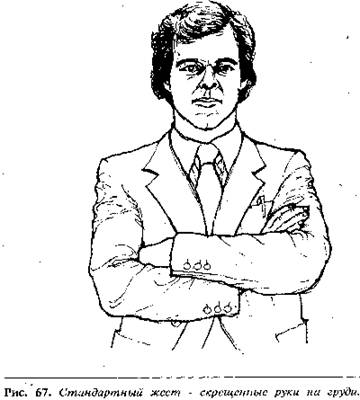 Рис. 67. Стандартный жест - скрещенные руки на груди.